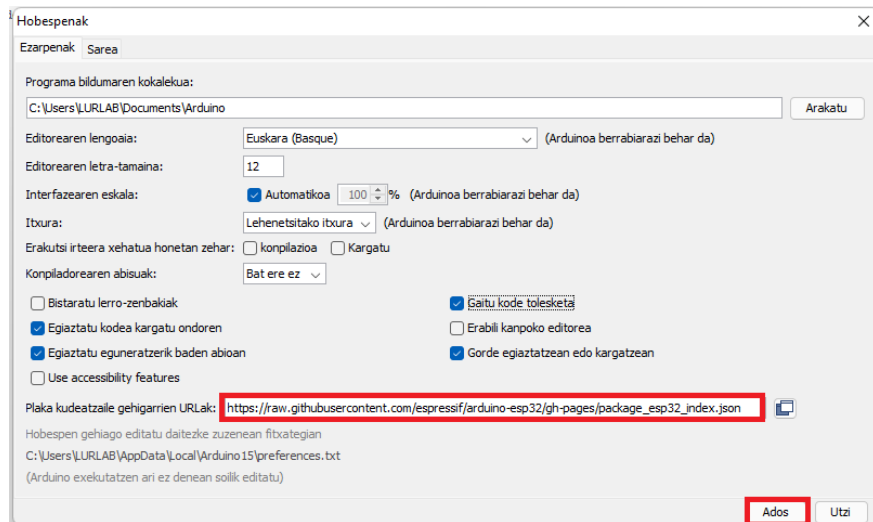 Hobespenak
Ezarpenak Sarea
Programa bildumaren kokalekua:
C:\Users\LURLAB\Documents\Arduino Arakatu
Editorearen lengoaia: Euskara (Basque) (Arduinoa berrabiarazi behar da)
Editorearen letra-tamaina: 12
Interfazearen eskala: Automatikoa 100 % (Arduinoa berrabiarazi behar da)
Itxura: Lehenetsitako itxura (Arduinoa berrabiarazi behar da)
Erakutsi irteera xehatua honetan zehar: konpilazioa Kargatu
Konpiladorearen abisuak: Bat ere ez
Bistaratu lerro-zenbakiak Gaitu kode tolesketa
Egiaztatu kodea kargatu ondoren Erabili kanpoko editorea
Egiaztatu eguneratzerik baden abioan Gorde egiaztatzean edo kargatzean
Use accessibility features
Plaka kudeatzaile gehigarrien URLak: https://raw.githubusercontent.com/espressif/arduino-esp32/gh-pages/package_esp32_index.json
Hobespen gehiago editatu daitezke zuzenean fitxategian
C:\Users\LURLAB\AppData\Local\Arduino15\preferences.txt
(Arduino exekutatzen ari ez denean soilik editatu)
Ados Utzi